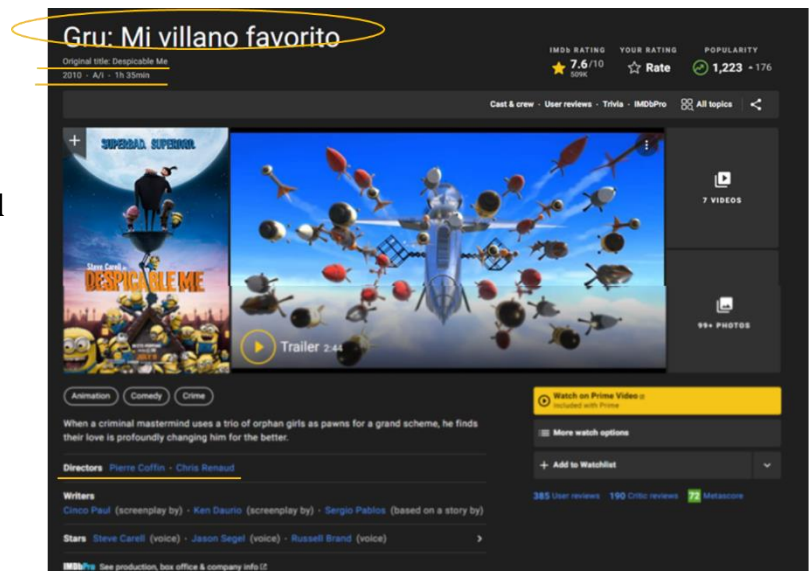 Gru: Mi villano favorito
Original title: Despicable Me
2010 · A/i · 1h 35min
IMDb RATING YOUR RATING POPULARITY
7.6/10 Rate 1,223 176
509K
Cast & crew · User reviews · Trivia · IMDbPro All topics
SUPERBAD. SUPERDAD.
Steve Carell
DESPICABLE ME
JULY 9
7 VIDEOS
Trailer 2:44
99+ PHOTOS
Animation Comedy Crime
Watch on Prime Video
included with Prime
When a criminal mastermind uses a trio of orphan girls as pawns for a grand scheme, he finds
their love is profoundly changing him for the better.
More watch options
Directors Pierre Coffin · Chris Renaud
+ Add to Watchlist
385 User reviews 190 Critic reviews 72 Metascore
Writers
Cinco Paul (screenplay by) · Ken Daurio (screenplay by) · Sergio Pablos (based on a story by)
Stars Steve Carell (voice) · Jason Segel (voice) · Russell Brand (voice)
IMDbPro See production, box office & company info